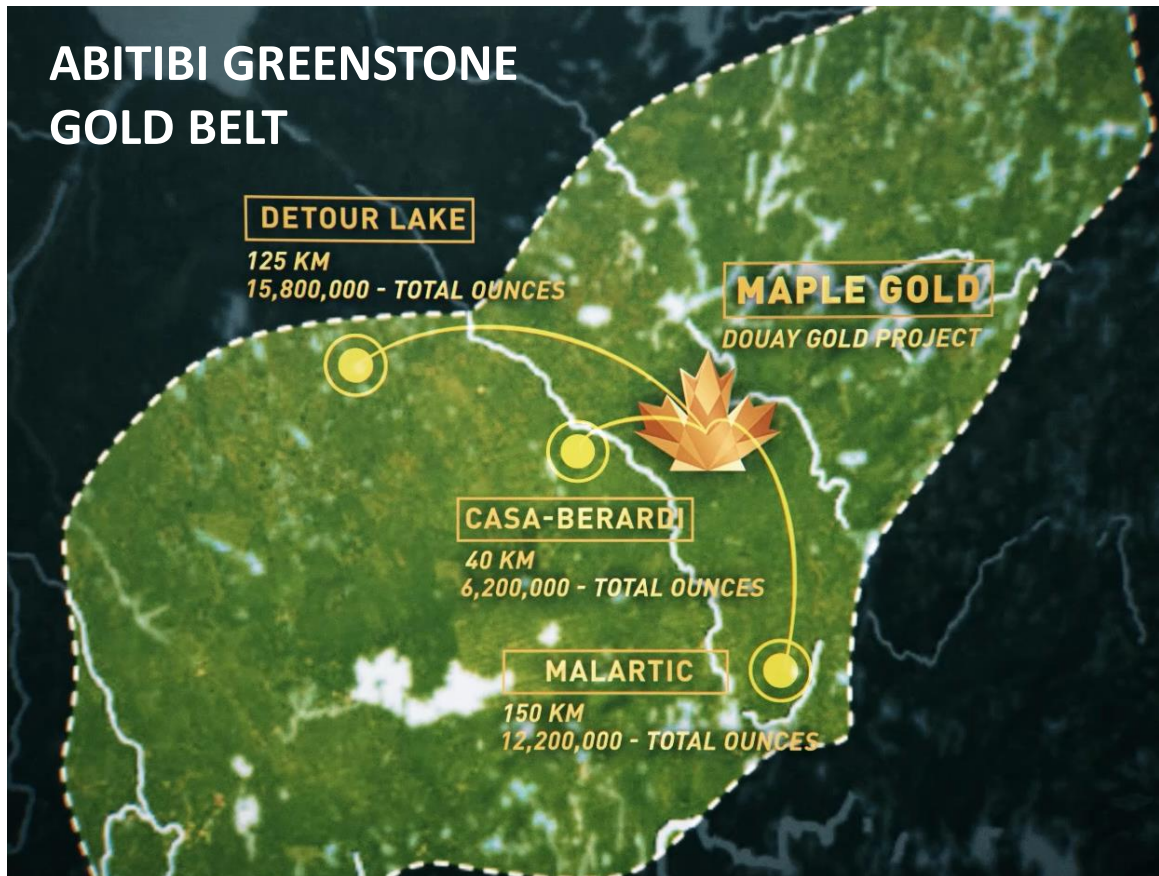 ABITIBI GREENSTONE
GOLD BELT
DETOUR LAKE
125 KM
15,800,000 - TOTAL OUNCES
MAPLE GOLD
DOUAY GOLD PROJECT
CASA-BERARDI
40 KM
6,200,000 - TOTAL OUNCES
MALARTIC
150 KM
12,200,000 - TOTAL OUNCES